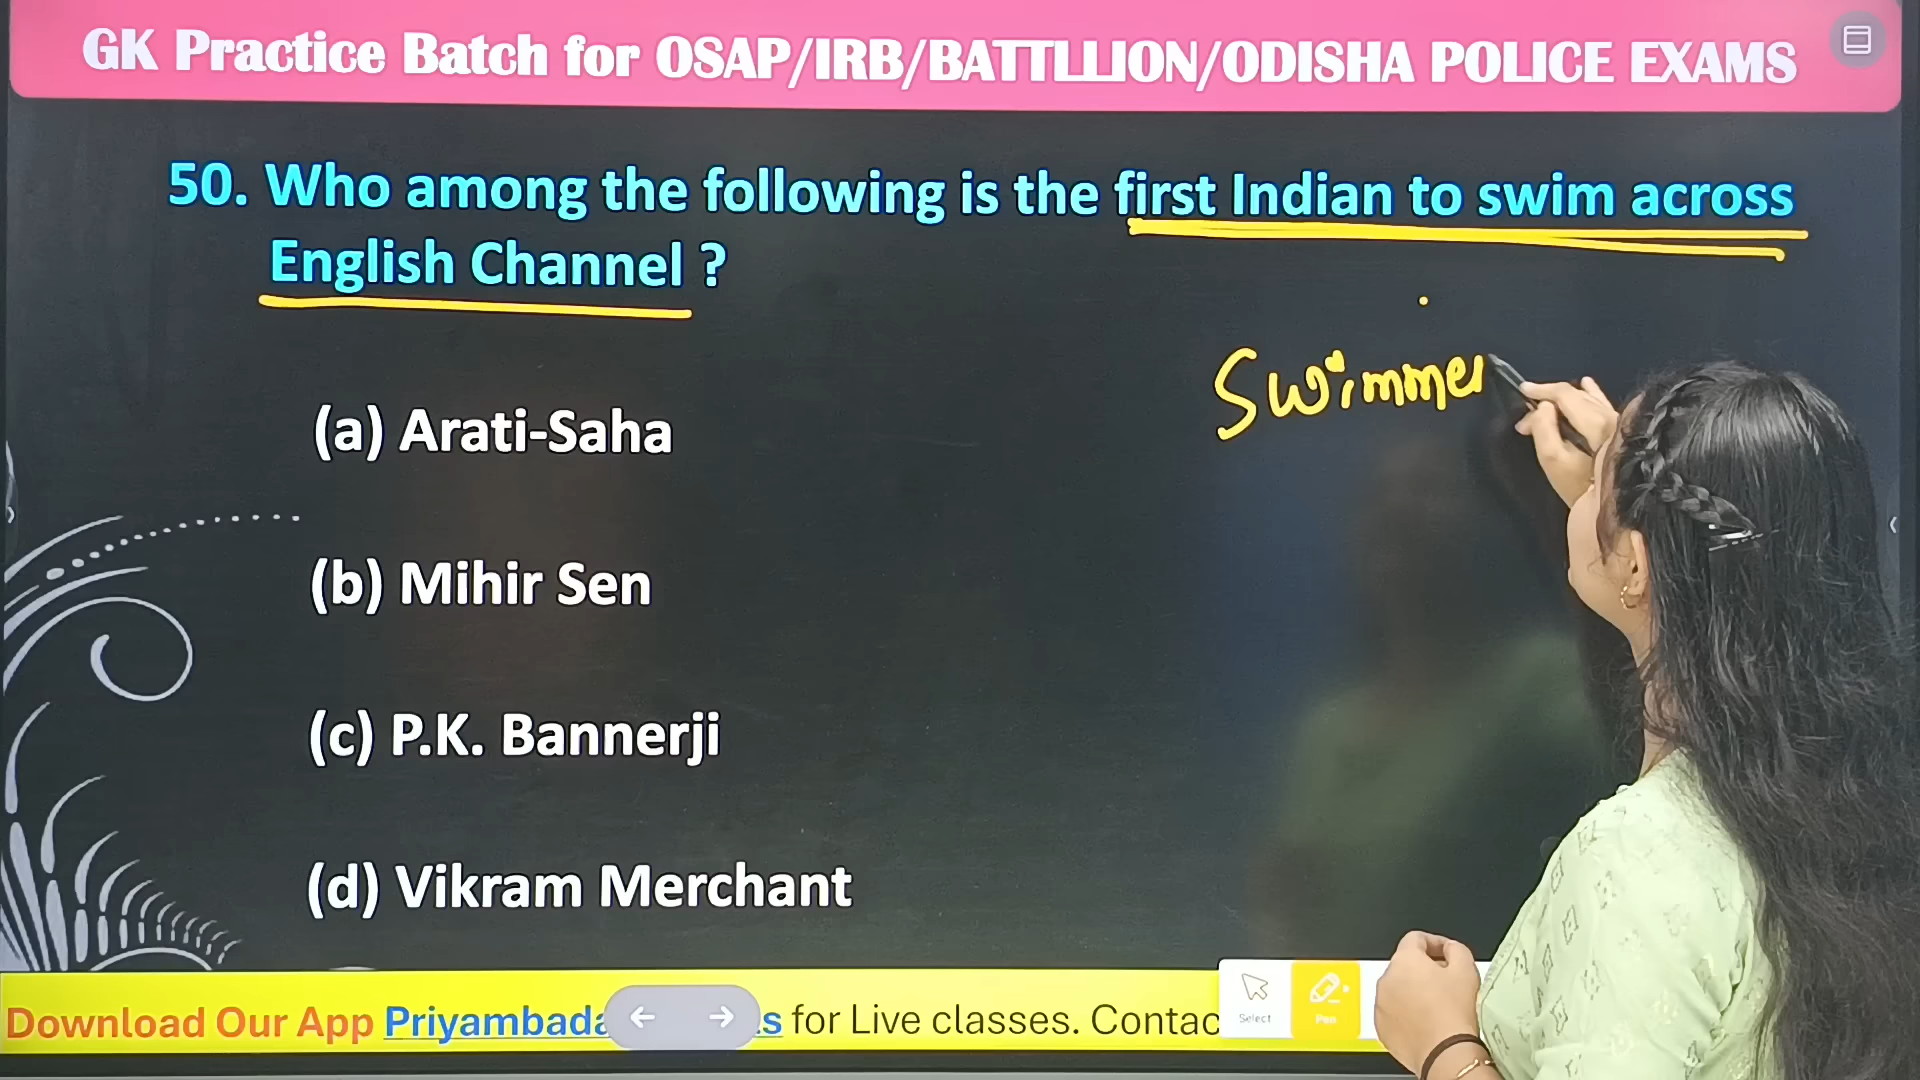 GK Practice Batch for OSAP/IRB/BATTLLION/ODISHA POLICE EXAMS
50. Who among the following is the first Indian to swim across
English Channel ?
Swimmer
(a) Arati-Saha
(b) Mihir Sen
(c) P.K. Bannerji
(d) Vikram Merchant
Download Our App Priyambada for Live classes.
Select
Pen